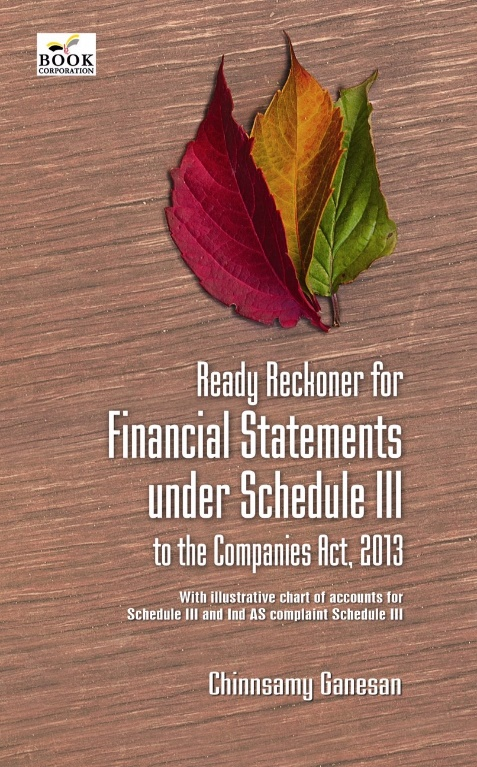 BOOK
CORPORATION
Ready Reckoner for
Financial Statements
under Schedule III
to the Companies Act, 2013
With illustrative chart of accounts for
Schedule III and Ind AS complaint Schedule III
Chinnsamy Ganesan